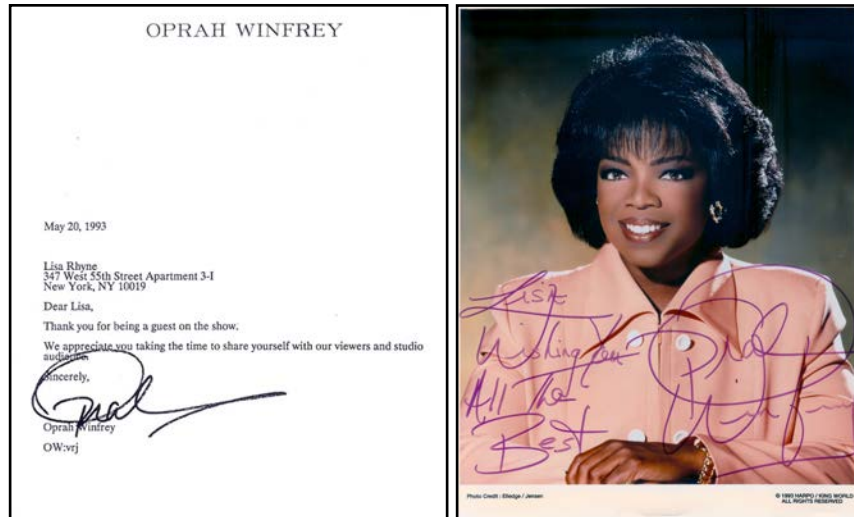 OPRAH WINFREY
May 20, 1993
Lisa Rhyne
347 West 55th Street Apartment 3-I
New York, NY 10019
Dear Lisa,
Thank you for being a guest on the show.
We appreciate you taking the time to share yourself with our viewers and studio
audience.
Sincerely,
Oprah
Oprah Winfrey
OW:vrj
Lisa
Wishing You
All The
Best
Oprah
Winfrey
Photo Credit : Elledge / Jensen
© 1993 HARPO / KING WORLD
ALL RIGHTS RESERVED